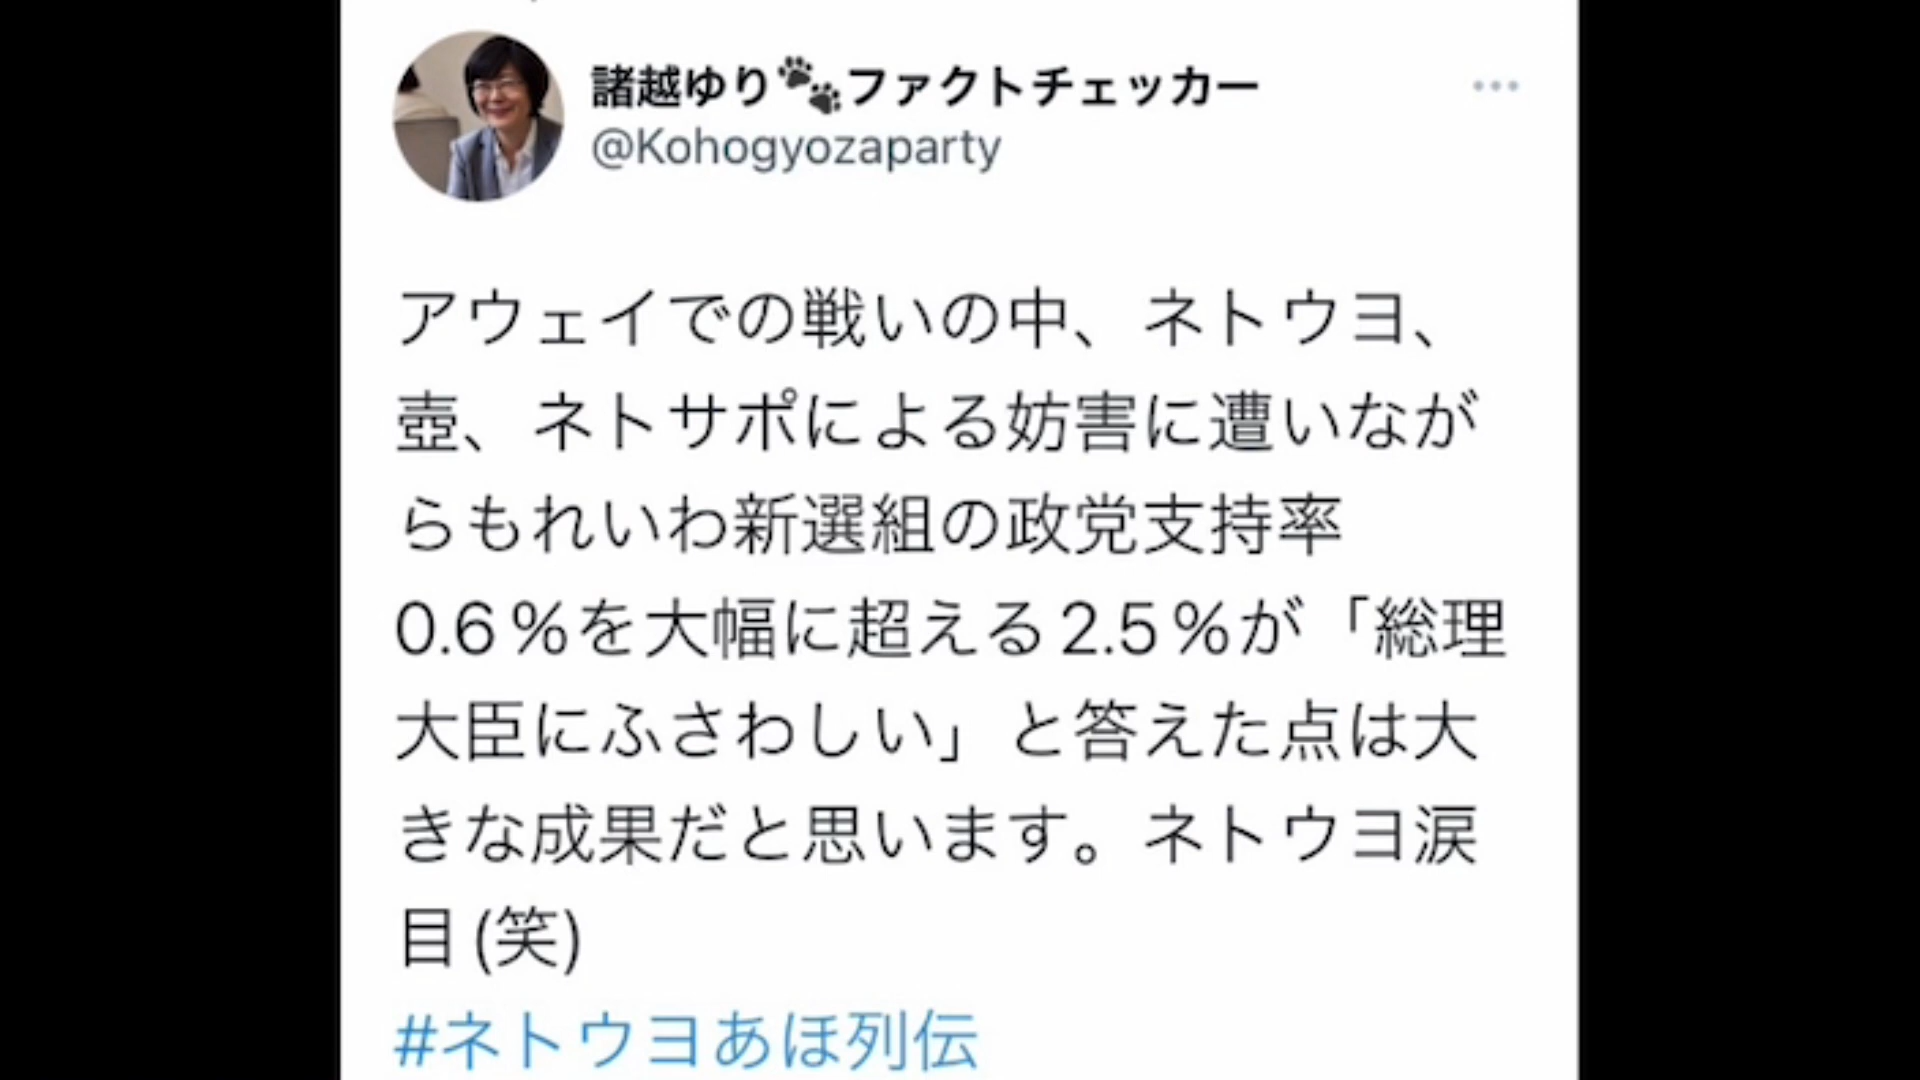 諸越ゆり🐾ファクトチェッカー
@Kohogyozaparty
アウェイでの戦いの中、ネトウヨ、
壺、ネトサポによる妨害に遭いなが
らもれいわ新選組の政党支持率
0.6%を大幅に超える2.5%が「総理
大臣にふさわしい」と答えた点は大
きな成果だと思います。ネトウヨ涙
目(笑)
#ネトウヨあほ列伝